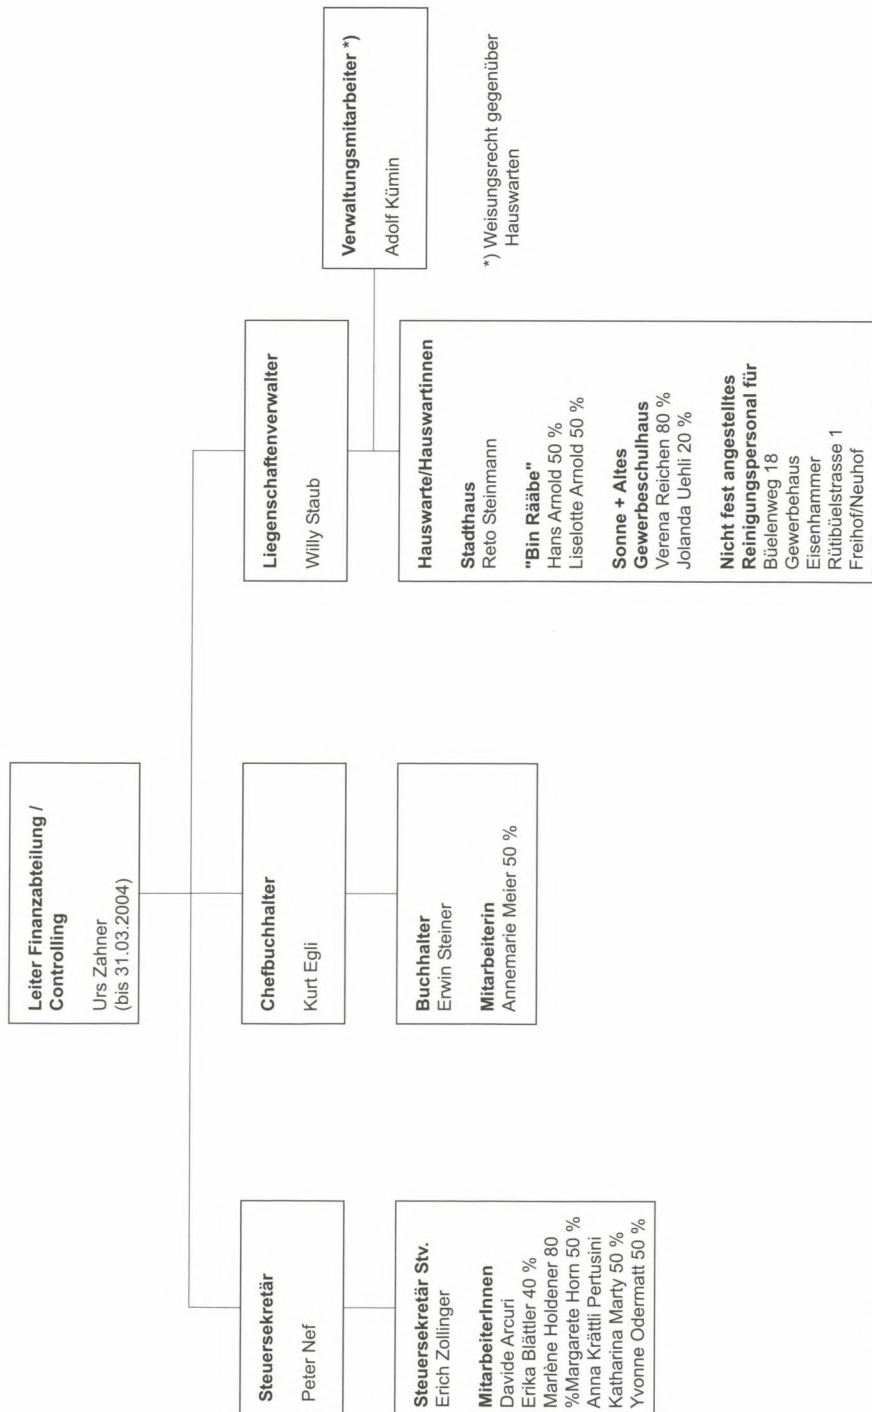 Leiter Finanzabteilung /
Controlling
Urs Zahner
(bis 31.03.2004)
Steuersekretär
Peter Nef
Chefbuchhalter
Kurt Egli
Liegenschaftenverwalter
Willy Staub
Verwaltungsmitarbeiter *)
Adolf Kümin
Steuersekretär Stv.
Erich Zollinger
MitarbeiterInnen
Davide Arcuri
Erika Blättler 40 %
Marlène Holdener 80
%Margarete Horn 50 %
Anna Krättli Pertusini
Katharina Marty 50 %
Yvonne Odermatt 50 %
Buchhalter
Erwin Steiner
Mitarbeiterin
Annemarie Meier 50 %
Hauswarte/Hauswartinnen
Stadthaus
Reto Steinmann
"Bin Rääbe"
Hans Arnold 50 %
Liselotte Arnold 50 %
Sonne + Altes
Gewerbeschulhaus
Verena Reichen 80 %
Jolanda Uehli 20 %
Nicht fest angestelltes
Reinigungspersonal für
Büelenweg 18
Gewerbehaus
Eisenhammer
Rütibüelstrasse 1
Freihof/Neuhof
*) Weisungsrecht gegenüber
Hauswarten